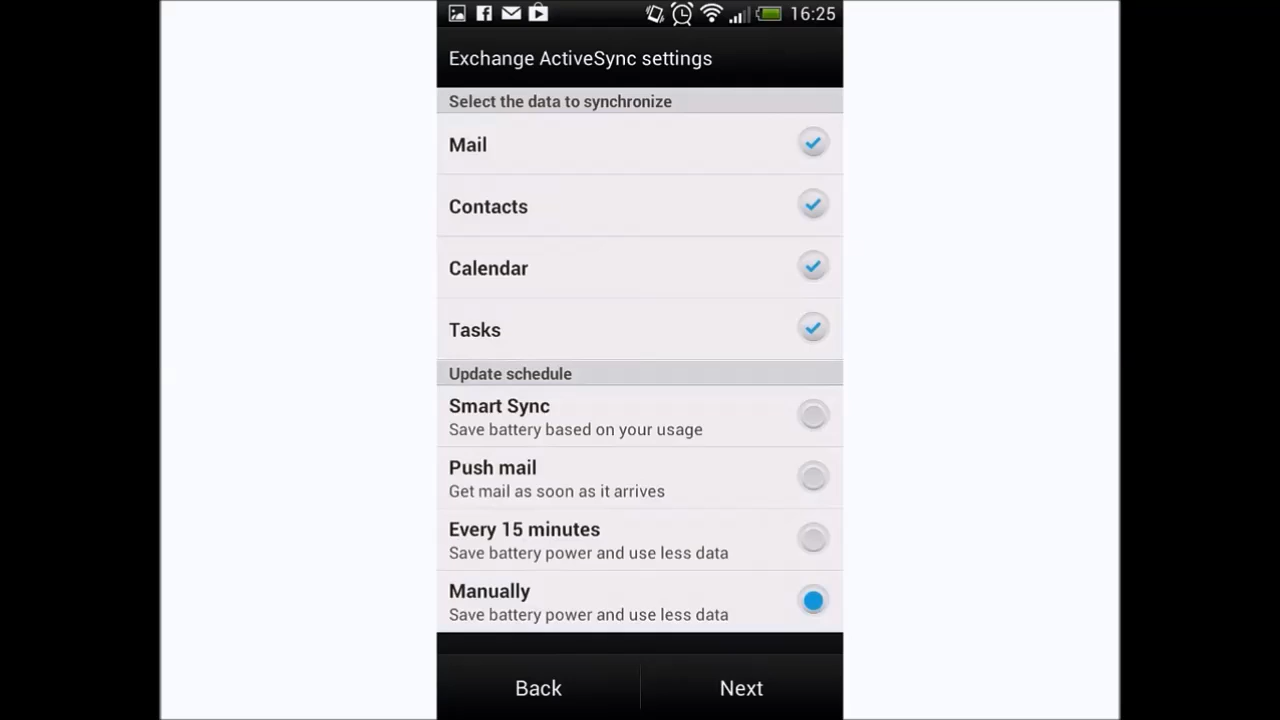 16:25
Exchange ActiveSync settings
Select the data to synchronize
Mail
Contacts
Calendar
Tasks
Update schedule
Smart Sync
Save battery based on your usage
Push mail
Get mail as soon as it arrives
Every 15 minutes
Save battery power and use less data
Manually
Save battery power and use less data
Back Next